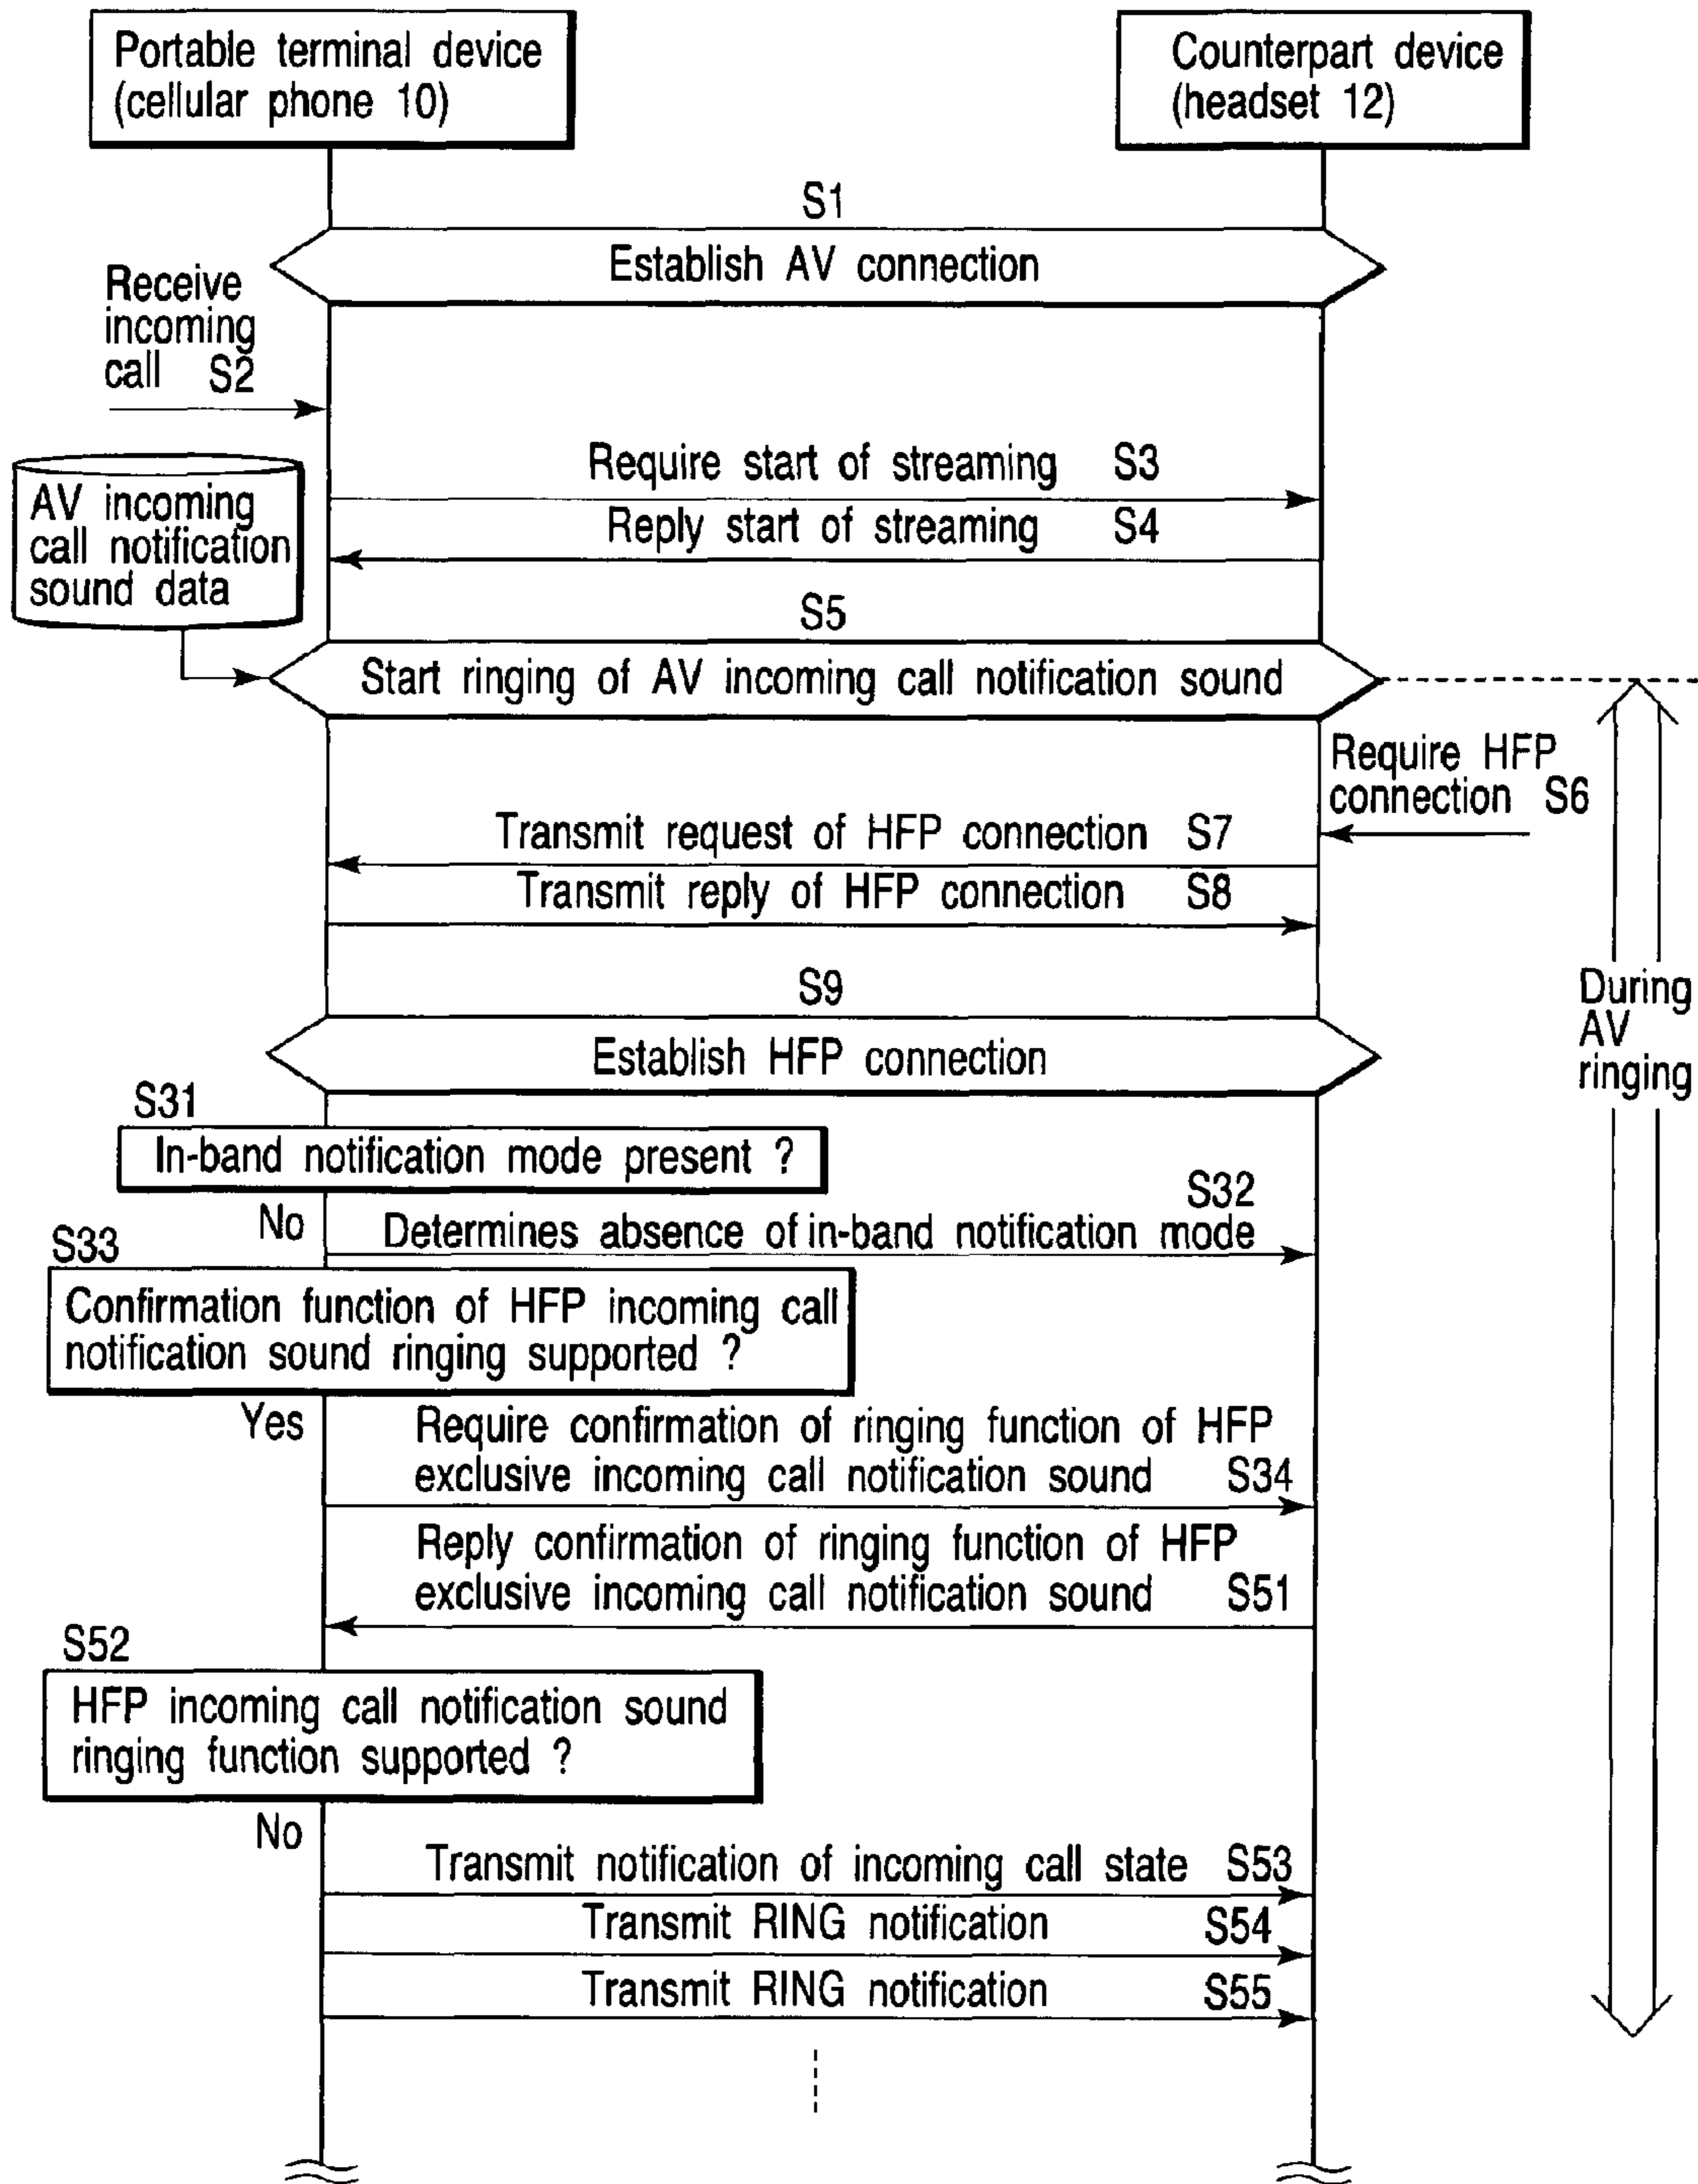 Portable terminal device
(cellular phone 10)
Counterpart device
(headset 12)
S1
Establish AV connection
Receive
incoming
call S2
Require start of streaming S3
Reply start of streaming S4
AV incoming
call notification
sound data
S5
Start ringing of AV incoming call notification sound
Require HFP
connection S6
Transmit request of HFP connection S7
Transmit reply of HFP connection S8
S9
Establish HFP connection
During
AV
ringing
S31
In-band notification mode present ?
S32
No
Determines absence of in-band notification mode
S33
Confirmation function of HFP incoming call
notification sound ringing supported ?
Yes
Require confirmation of ringing function of HFP
exclusive incoming call notification sound S34
Reply confirmation of ringing function of HFP
exclusive incoming call notification sound S51
S52
HFP incoming call notification sound
ringing function supported ?
No
Transmit notification of incoming call state S53
Transmit RING notification S54
Transmit RING notification S55